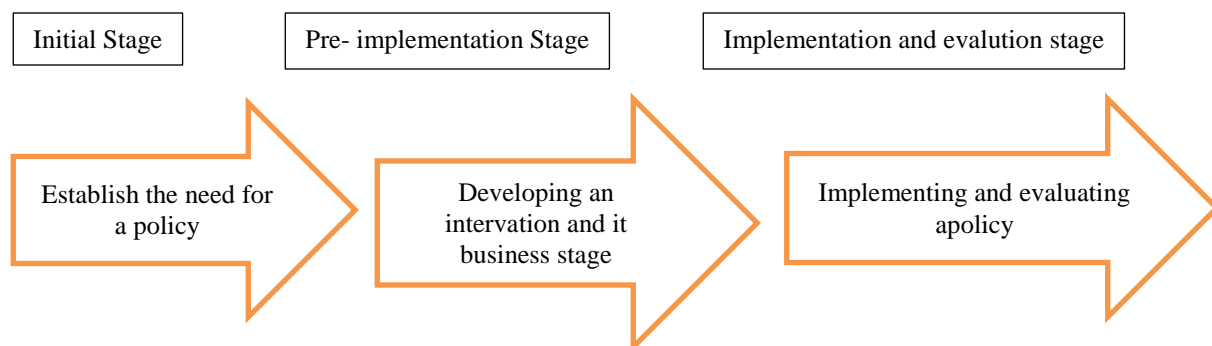 Initial Stage
Pre- implementation Stage
Implementation and evalution stage
Establish the need for
a policy
Developing an
intervation and it
business stage
Implementing and evaluating
apolicy